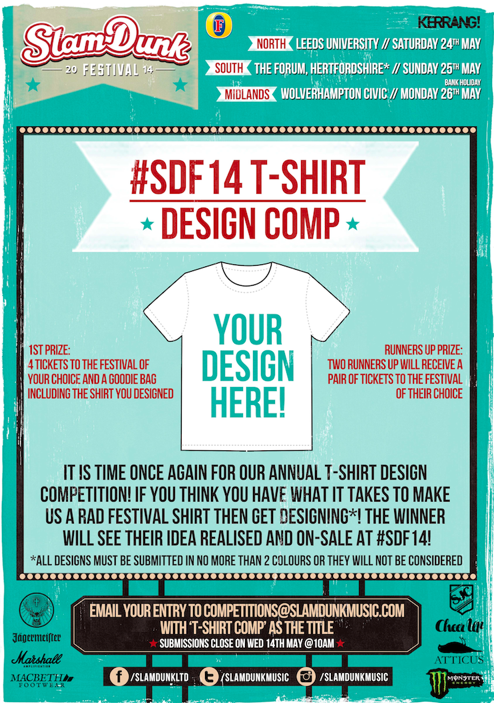 Slam Dunk
20 FESTIVAL 14
F
KERRANG!
NORTH LEEDS UNIVERSITY // SATURDAY 24TH MAY
SOUTH THE FORUM, HERTFORDSHIRE* // SUNDAY 25TH MAY
BANK HOLIDAY
MIDLANDS WOLVERHAMPTON CIVIC // MONDAY 26TH MAY
#SDF14 T-SHIRT
DESIGN COMP
YOUR
DESIGN
HERE!
1ST PRIZE:
4 TICKETS TO THE FESTIVAL OF
YOUR CHOICE AND A GOODIE BAG
INCLUDING THE SHIRT YOU DESIGNED
RUNNERS UP PRIZE:
TWO RUNNERS UP WILL RECEIVE A
PAIR OF TICKETS TO THE FESTIVAL
OF THEIR CHOICE
IT IS TIME ONCE AGAIN FOR OUR ANNUAL T-SHIRT DESIGN
COMPETITION! IF YOU THINK YOU HAVE WHAT IT TAKES TO MAKE
US A RAD FESTIVAL SHIRT THEN GET DESIGNING*! THE WINNER
WILL SEE THEIR IDEA REALISED AND ON-SALE AT #SDF14!
*ALL DESIGNS MUST BE SUBMITTED IN NO MORE THAN 2 COLOURS OR THEY WILL NOT BE CONSIDERED
EMAIL YOUR ENTRY TO COMPETITIONS@SLAMDUNKMUSIC.COM
WITH 'T-SHIRT COMP' AS THE TITLE
SUBMISSIONS CLOSE ON WED 14TH MAY @10AM
/SLAMDUNKLTD /SLAMDUNKMUSIC /SLAMDUNKMUSIC
Jägermeister
Marshall
AMPLIFICATION
MACBETH
FOOTWEAR
Cheer Up
ATTICUS
MONSTER
ENERGY